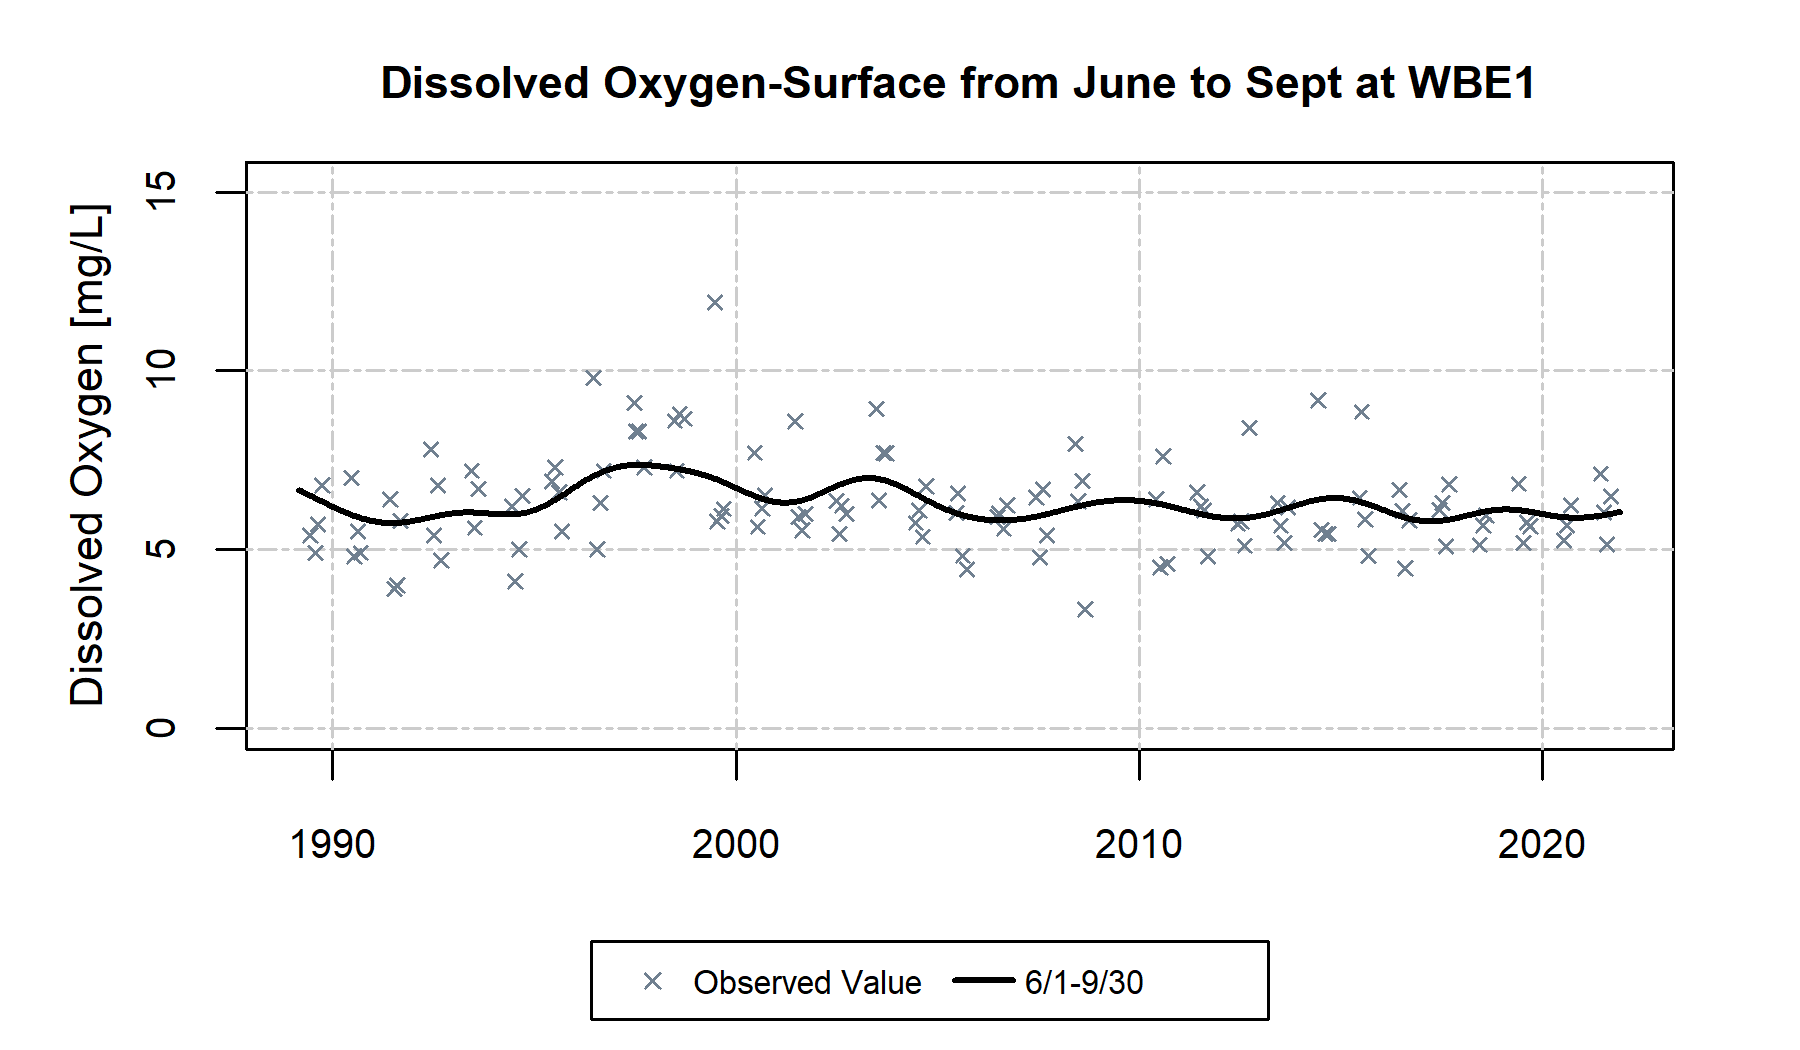 Dissolved Oxygen-Surface from June to Sept at WBE1
Dissolved Oxygen [mg/L]
15
10
5
0
1990 2000 2010 2020
Observed Value 6/1-9/30